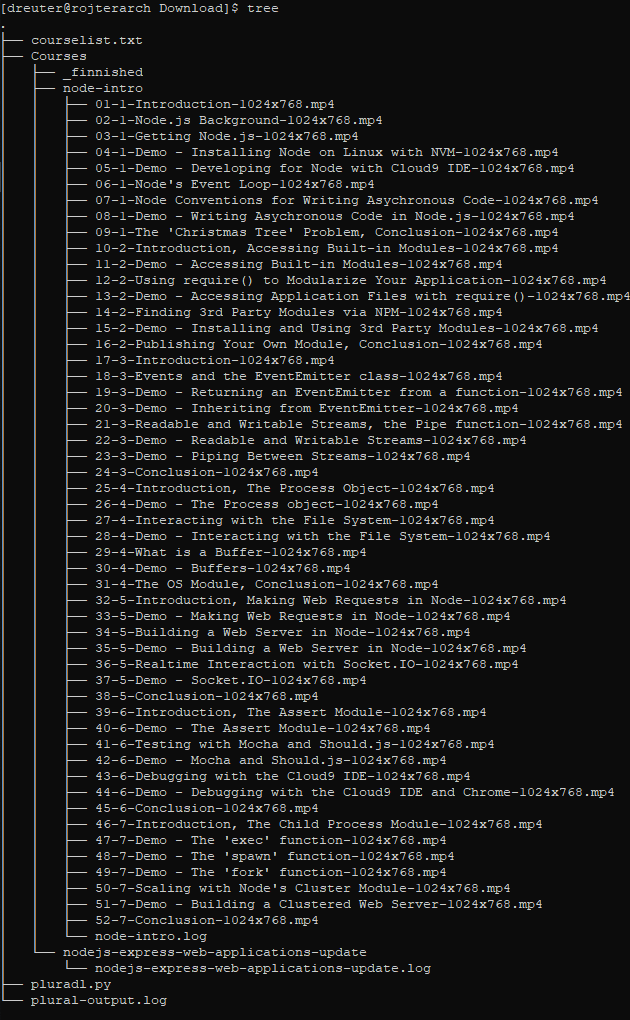 [dreuter@rojterarch Download]$ tree
.
├── courselist.txt
├── Courses
│   ├── _finnished
│   ├── node-intro
│   │   ├── 01-1-Introduction-1024x768.mp4
│   │   ├── 02-1-Node.js Background-1024x768.mp4
│   │   ├── 03-1-Getting Node.js-1024x768.mp4
│   │   ├── 04-1-Demo - Installing Node on Linux with NVM-1024x768.mp4
│   │   ├── 05-1-Demo - Developing for Node with Cloud9 IDE-1024x768.mp4
│   │   ├── 06-1-Node's Event Loop-1024x768.mp4
│   │   ├── 07-1-Node Conventions for Writing Asychronous Code-1024x768.mp4
│   │   ├── 08-1-Demo - Writing Asychronous Code in Node.js-1024x768.mp4
│   │   ├── 09-1-The 'Christmas Tree' Problem, Conclusion-1024x768.mp4
│   │   ├── 10-2-Introduction, Accessing Built-in Modules-1024x768.mp4
│   │   ├── 11-2-Demo - Accessing Built-in Modules-1024x768.mp4
│   │   ├── 12-2-Using require() to Modularize Your Application-1024x768.mp4
│   │   ├── 13-2-Demo - Accessing Application Files with require()-1024x768.mp4
│   │   ├── 14-2-Finding 3rd Party Modules via NPM-1024x768.mp4
│   │   ├── 15-2-Demo - Installing and Using 3rd Party Modules-1024x768.mp4
│   │   ├── 16-2-Publishing Your Own Module, Conclusion-1024x768.mp4
│   │   ├── 17-3-Introduction-1024x768.mp4
│   │   ├── 18-3-Events and the EventEmitter class-1024x768.mp4
│   │   ├── 19-3-Demo - Returning an EventEmitter from a function-1024x768.mp4
│   │   ├── 20-3-Demo - Inheriting from EventEmitter-1024x768.mp4
│   │   ├── 21-3-Readable and Writable Streams, the Pipe function-1024x768.mp4
│   │   ├── 22-3-Demo - Readable and Writable Streams-1024x768.mp4
│   │   ├── 23-3-Demo - Piping Between Streams-1024x768.mp4
│   │   ├── 24-3-Conclusion-1024x768.mp4
│   │   ├── 25-4-Introduction, The Process Object-1024x768.mp4
│   │   ├── 26-4-Demo - The Process object-1024x768.mp4
│   │   ├── 27-4-Interacting with the File System-1024x768.mp4
│   │   ├── 28-4-Demo - Interacting with the File System-1024x768.mp4
│   │   ├── 29-4-What is a Buffer-1024x768.mp4
│   │   ├── 30-4-Demo - Buffers-1024x768.mp4
│   │   ├── 31-4-The OS Module, Conclusion-1024x768.mp4
│   │   ├── 32-5-Introduction, Making Web Requests in Node-1024x768.mp4
│   │   ├── 33-5-Demo - Making Web Requests in Node-1024x768.mp4
│   │   ├── 34-5-Building a Web Server in Node-1024x768.mp4
│   │   ├── 35-5-Demo - Building a Web Server in Node-1024x768.mp4
│   │   ├── 36-5-Realtime Interaction with Socket.IO-1024x768.mp4
│   │   ├── 37-5-Demo - Socket.IO-1024x768.mp4
│   │   ├── 38-5-Conclusion-1024x768.mp4
│   │   ├── 39-6-Introduction, The Assert Module-1024x768.mp4
│   │   ├── 40-6-Demo - The Assert Module-1024x768.mp4
│   │   ├── 41-6-Testing with Mocha and Should.js-1024x768.mp4
│   │   ├── 42-6-Demo - Mocha and Should.js-1024x768.mp4
│   │   ├── 43-6-Debugging with the Cloud9 IDE-1024x768.mp4
│   │   ├── 44-6-Demo - Debugging with the Cloud9 IDE and Chrome-1024x768.mp4
│   │   ├── 45-6-Conclusion-1024x768.mp4
│   │   ├── 46-7-Introduction, The Child Process Module-1024x768.mp4
│   │   ├── 47-7-Demo - The 'exec' function-1024x768.mp4
│   │   ├── 48-7-Demo - The 'spawn' function-1024x768.mp4
│   │   ├── 49-7-Demo - The 'fork' function-1024x768.mp4
│   │   ├── 50-7-Scaling with Node's Cluster Module-1024x768.mp4
│   │   ├── 51-7-Demo - Building a Clustered Web Server-1024x768.mp4
│   │   ├── 52-7-Conclusion-1024x768.mp4
│   │   └── node-intro.log
│   └── nodejs-express-web-applications-update
│       └── nodejs-express-web-applications-update.log
├── pluradl.py
└── plural-output.log